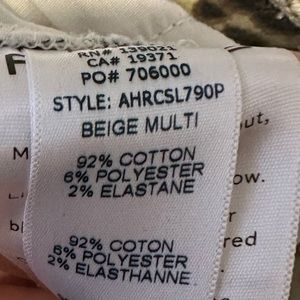 RN# 139021
CA# 19371
PO# 706000
STYLE: AHRCSL790P
BEIGE MULTI
92% COTTON
6% POLYESTER
2% ELASTANE
92% COTTON
6% POLYESTER
2% ELASTHANNE